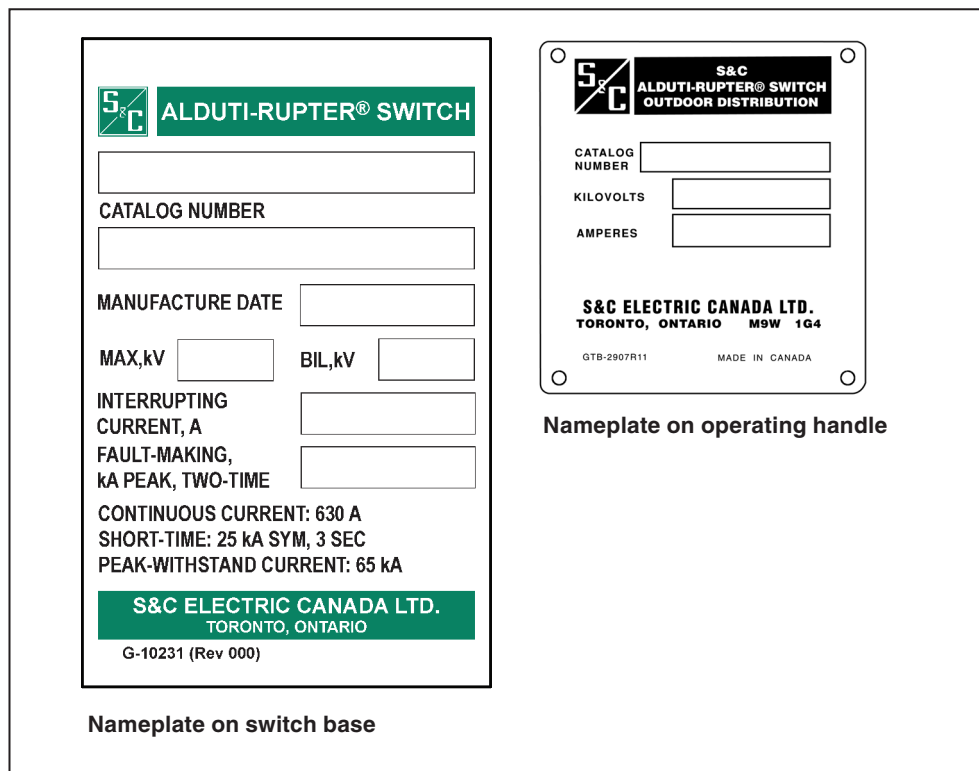 S&C
ALDUTI-RUPTER® SWITCH
CATALOG NUMBER
MANUFACTURE DATE
MAX,kV
BIL,kV
INTERRUPTING
CURRENT, A
FAULT-MAKING,
kA PEAK, TWO-TIME
CONTINUOUS CURRENT: 630 A
SHORT-TIME: 25 kA SYM, 3 SEC
PEAK-WITHSTAND CURRENT: 65 kA
S&C ELECTRIC CANADA LTD.
TORONTO, ONTARIO
G-10231 (Rev 000)
Nameplate on switch base
S&C
S&C
ALDUTI-RUPTER® SWITCH
OUTDOOR DISTRIBUTION
CATALOG
NUMBER
KILOVOLTS
AMPERES
S&C ELECTRIC CANADA LTD.
TORONTO, ONTARIO M9W 1G4
GTB-2907R11 MADE IN CANADA
Nameplate on operating handle